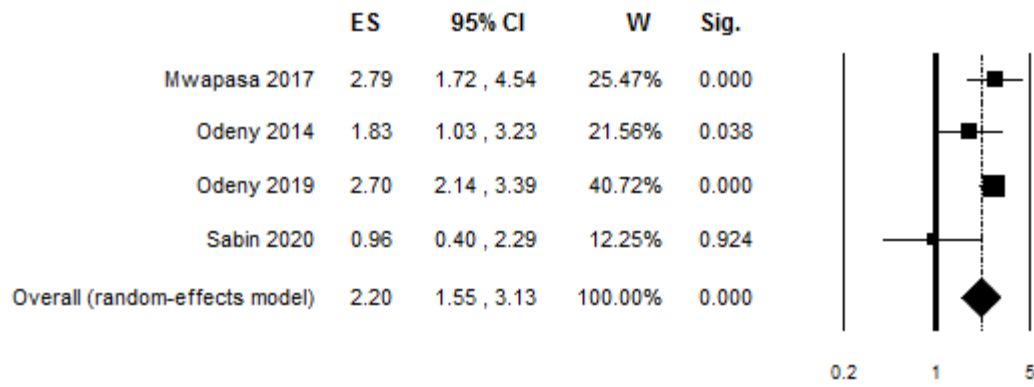 ES 95% CI W Sig.
Mwapasa 2017 2.79 1.72 , 4.54 25.47% 0.000
Odeny 2014 1.83 1.03 , 3.23 21.56% 0.038
Odeny 2019 2.70 2.14 , 3.39 40.72% 0.000
Sabin 2020 0.96 0.40 , 2.29 12.25% 0.924
Overall (random-effects model) 2.20 1.55 , 3.13 100.00% 0.000
0.2 1 5